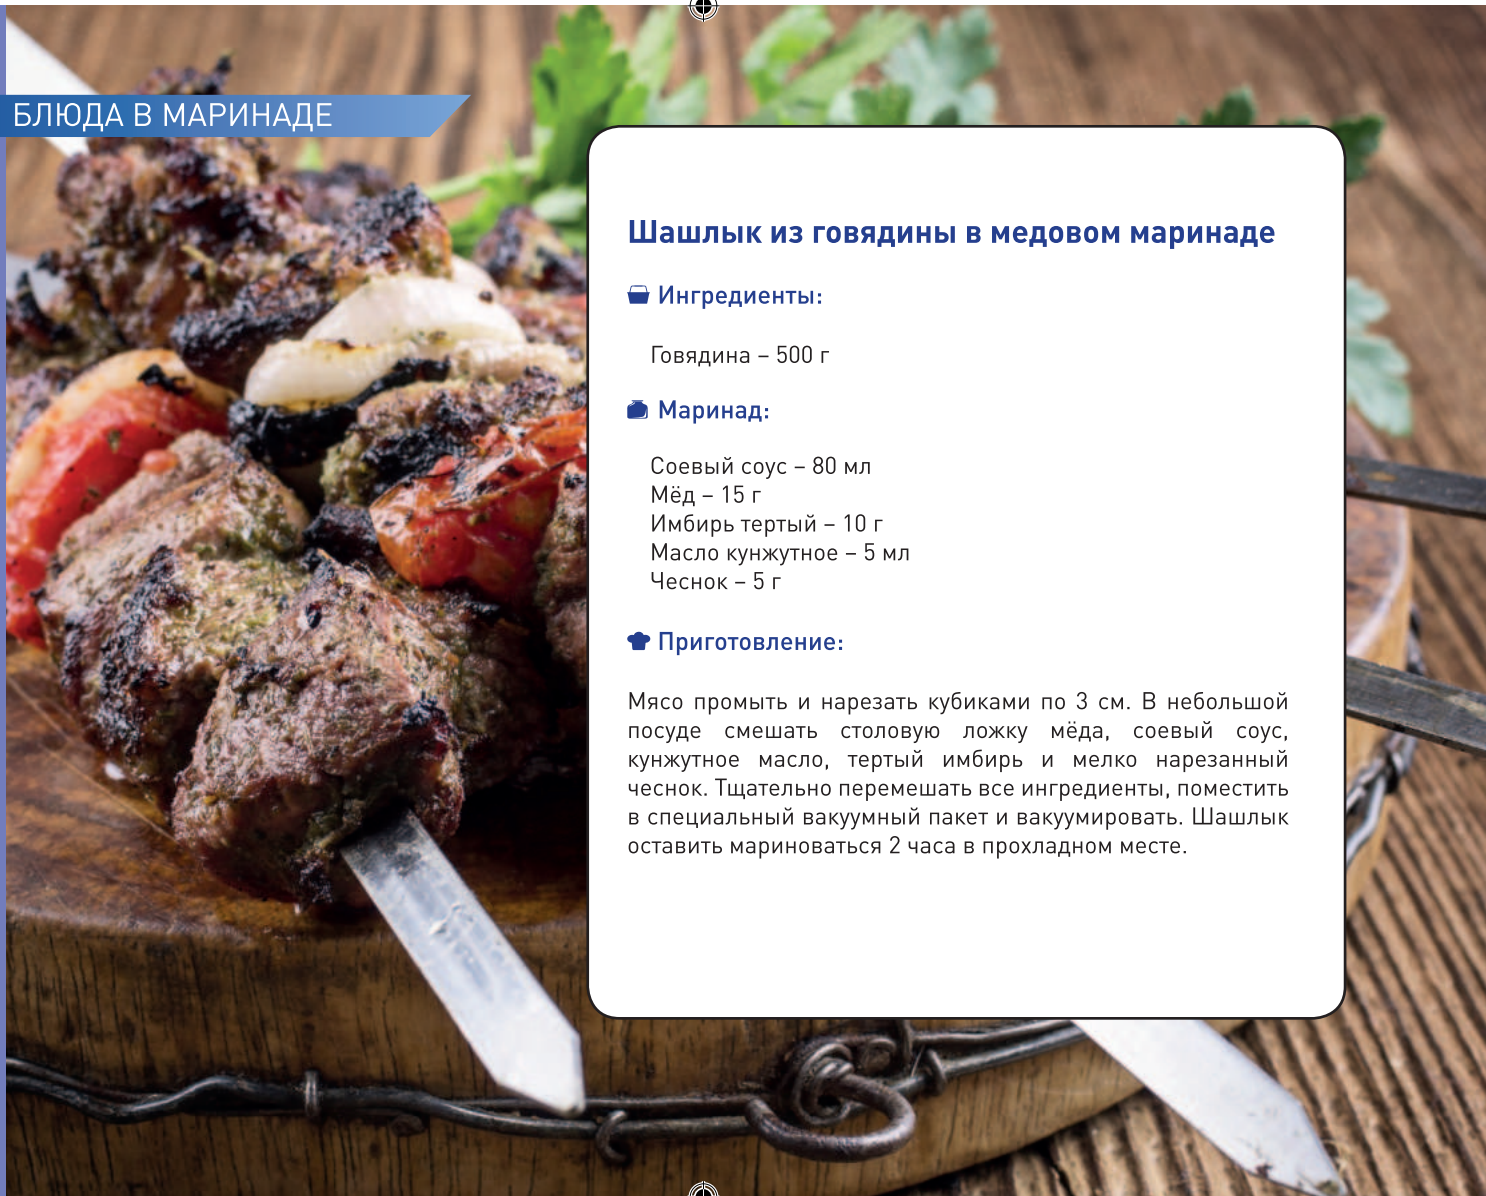 БЛЮДА В МАРИНАДЕ
Шашлык из говядины в медовом маринаде
Ингредиенты:
Говядина – 500 г
Маринад:
Соевый соус – 80 мл
Мёд – 15 г
Имбирь тертый – 10 г
Масло кунжутное – 5 мл
Чеснок – 5 г
Приготовление:
Мясо промыть и нарезать кубиками по 3 см. В небольшой
посуде смешать столовую ложку мёда, соевый соус,
кунжутное масло, тертый имбирь и мелко нарезанный
чеснок. Тщательно перемешать все ингредиенты, поместить
в специальный вакуумный пакет и вакуумировать. Шашлык
оставить мариноваться 2 часа в прохладном месте.